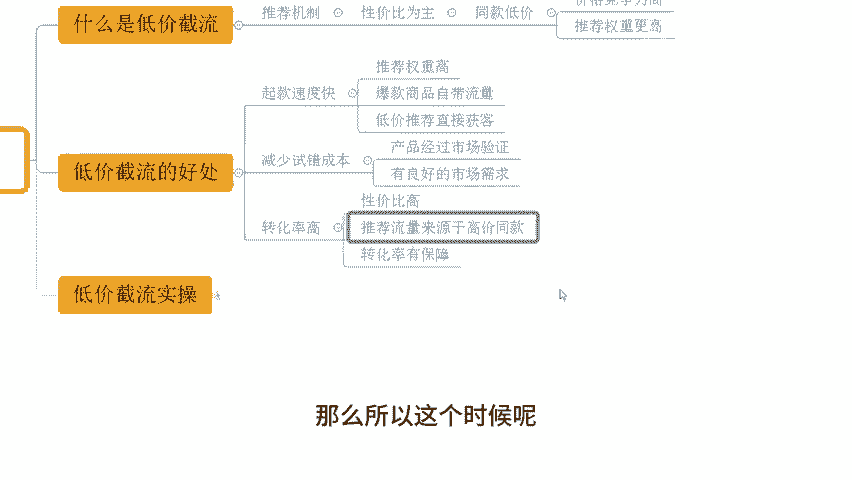 什么是低价截流
推荐机制
性价比为主
同款低价
推荐权重更高
低价截流的好处
起款速度快
推荐权重高
爆款商品自带流量
低价推荐直接获客
减少试错成本
产品经过市场验证
有良好的市场需求
转化率高
性价比高
推荐流量来源于高价同款
转化率有保障
低价截流实操
那么所以这个时候呢